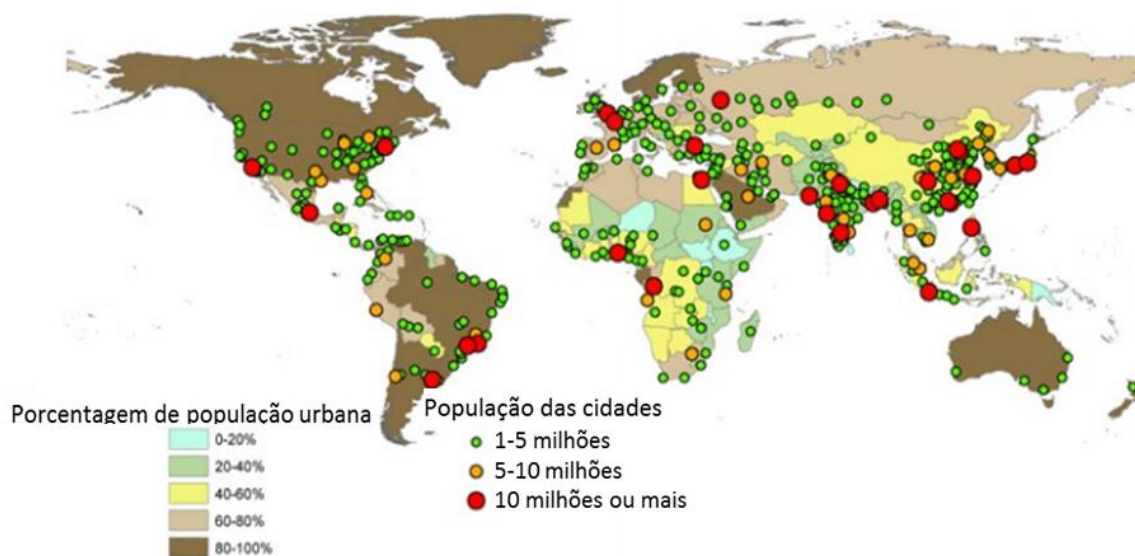 Porcentagem de população urbana
0-20%
20-40%
40-60%
60-80%
80-100%
População das cidades
1-5 milhões
5-10 milhões
10 milhões ou mais